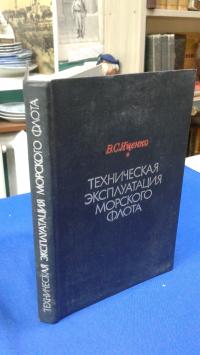 В.С.Яценко
ТЕХНИЧЕСКАЯ
ЭКСПЛУАТАЦИЯ
МОРСКОГО
ФЛОТА
ТЕХНИЧЕСКАЯ ЭКСПЛУАТАЦИЯ МОРСКОГО ФЛОТА